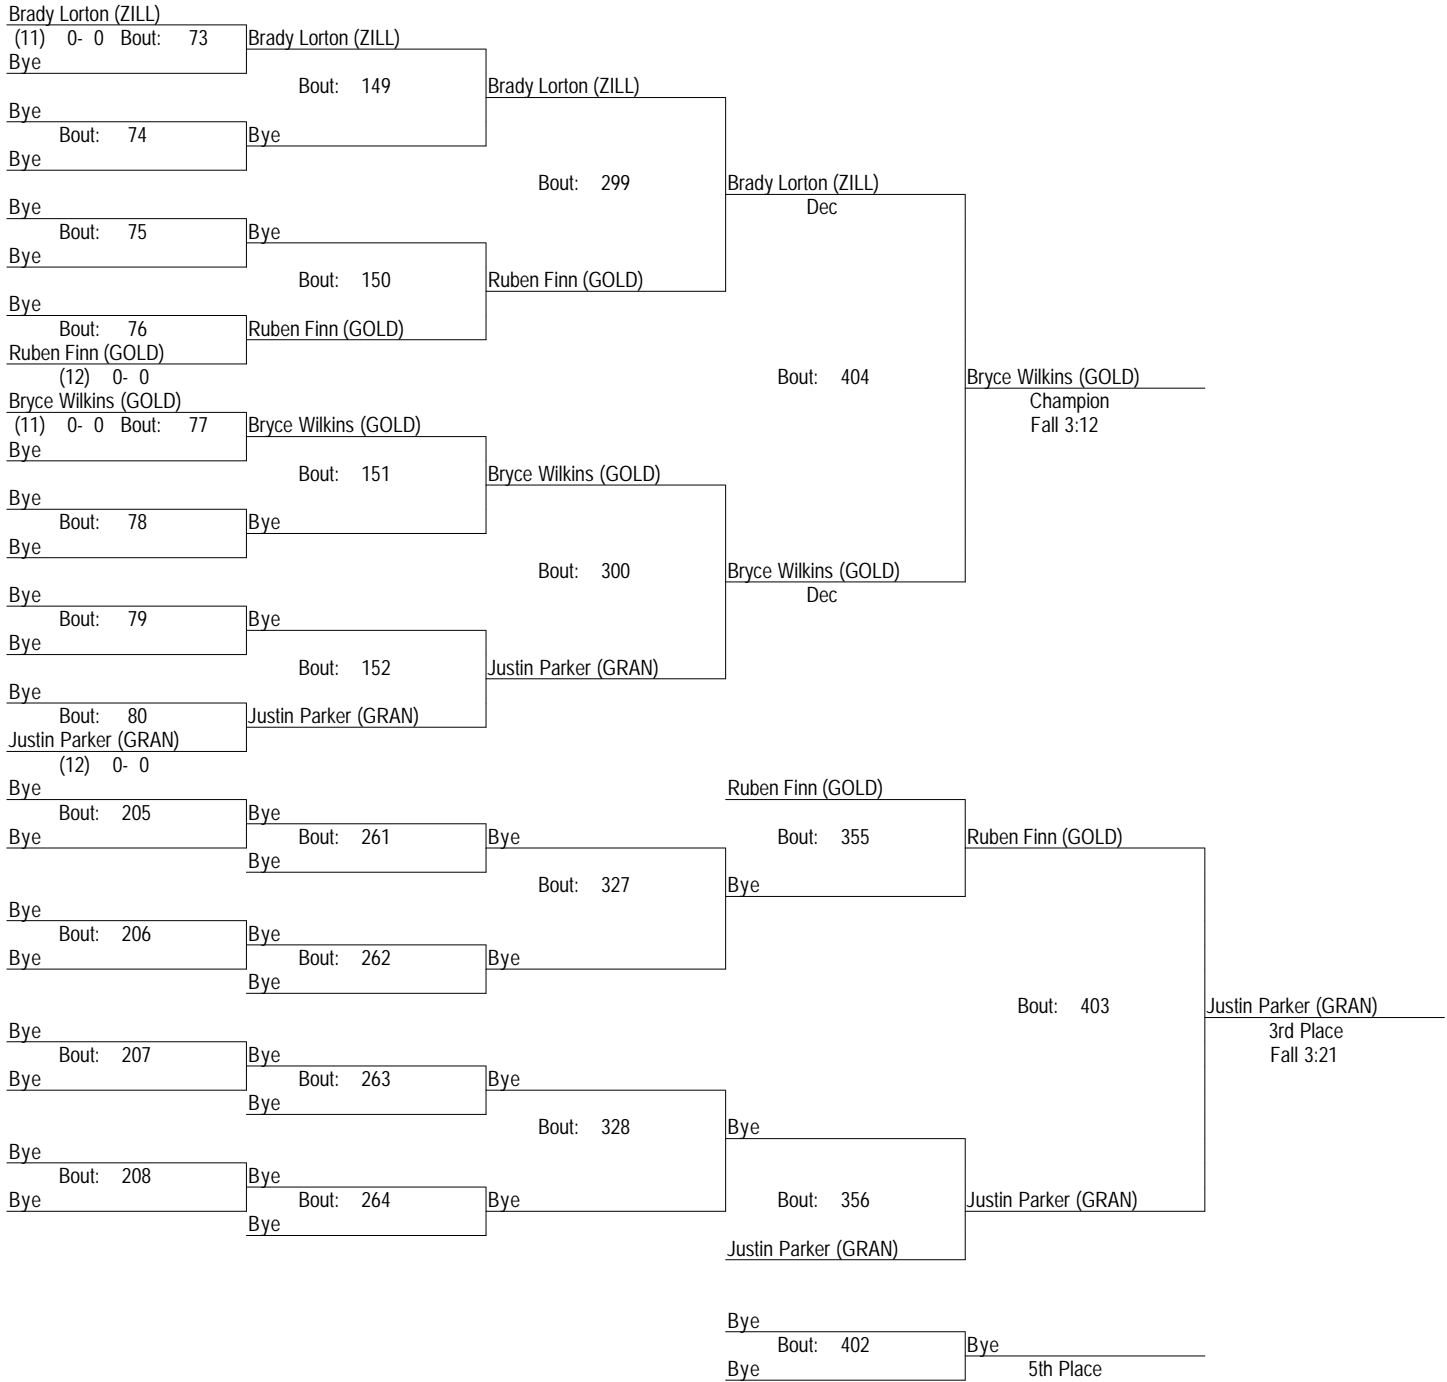 Brady Lorton (ZILL)
(11) 0- 0 Bout: 73 Brady Lorton (ZILL)
Bye
Bout: 149 Brady Lorton (ZILL)
Bye
Bout: 74 Bye
Bye
Bout: 299 Brady Lorton (ZILL)
Bye Dec
Bout: 75 Bye
Bye
Bout: 150 Ruben Finn (GOLD)
Bye
Bout: 76 Ruben Finn (GOLD)
Ruben Finn (GOLD)
(12) 0- 0 Bout: 404 Bryce Wilkins (GOLD)
Bryce Wilkins (GOLD) Champion
(11) 0- 0 Bout: 77 Bryce Wilkins (GOLD) Fall 3:12
Bye
Bout: 151 Bryce Wilkins (GOLD)
Bye
Bout: 78 Bye
Bye
Bout: 300 Bryce Wilkins (GOLD)
Bye Dec
Bout: 79 Bye
Bye
Bout: 152 Justin Parker (GRAN)
Bye
Bout: 80 Justin Parker (GRAN)
Justin Parker (GRAN)
(12) 0- 0
Bye Ruben Finn (GOLD)
Bout: 205 Bye
Bye Bout: 261 Bye Bout: 355 Ruben Finn (GOLD)
Bye
Bout: 327 Bye
Bye
Bout: 206 Bye
Bye Bout: 262 Bye
Bye
Bout: 403 Justin Parker (GRAN)
Bye 3rd Place
Bout: 207 Bye Fall 3:21
Bye Bout: 263 Bye
Bye
Bout: 328 Bye
Bye
Bout: 208 Bye
Bye Bout: 264 Bye Bout: 356 Justin Parker (GRAN)
Bye
Justin Parker (GRAN)
Bye
Bout: 402 Bye
Bye 5th Place